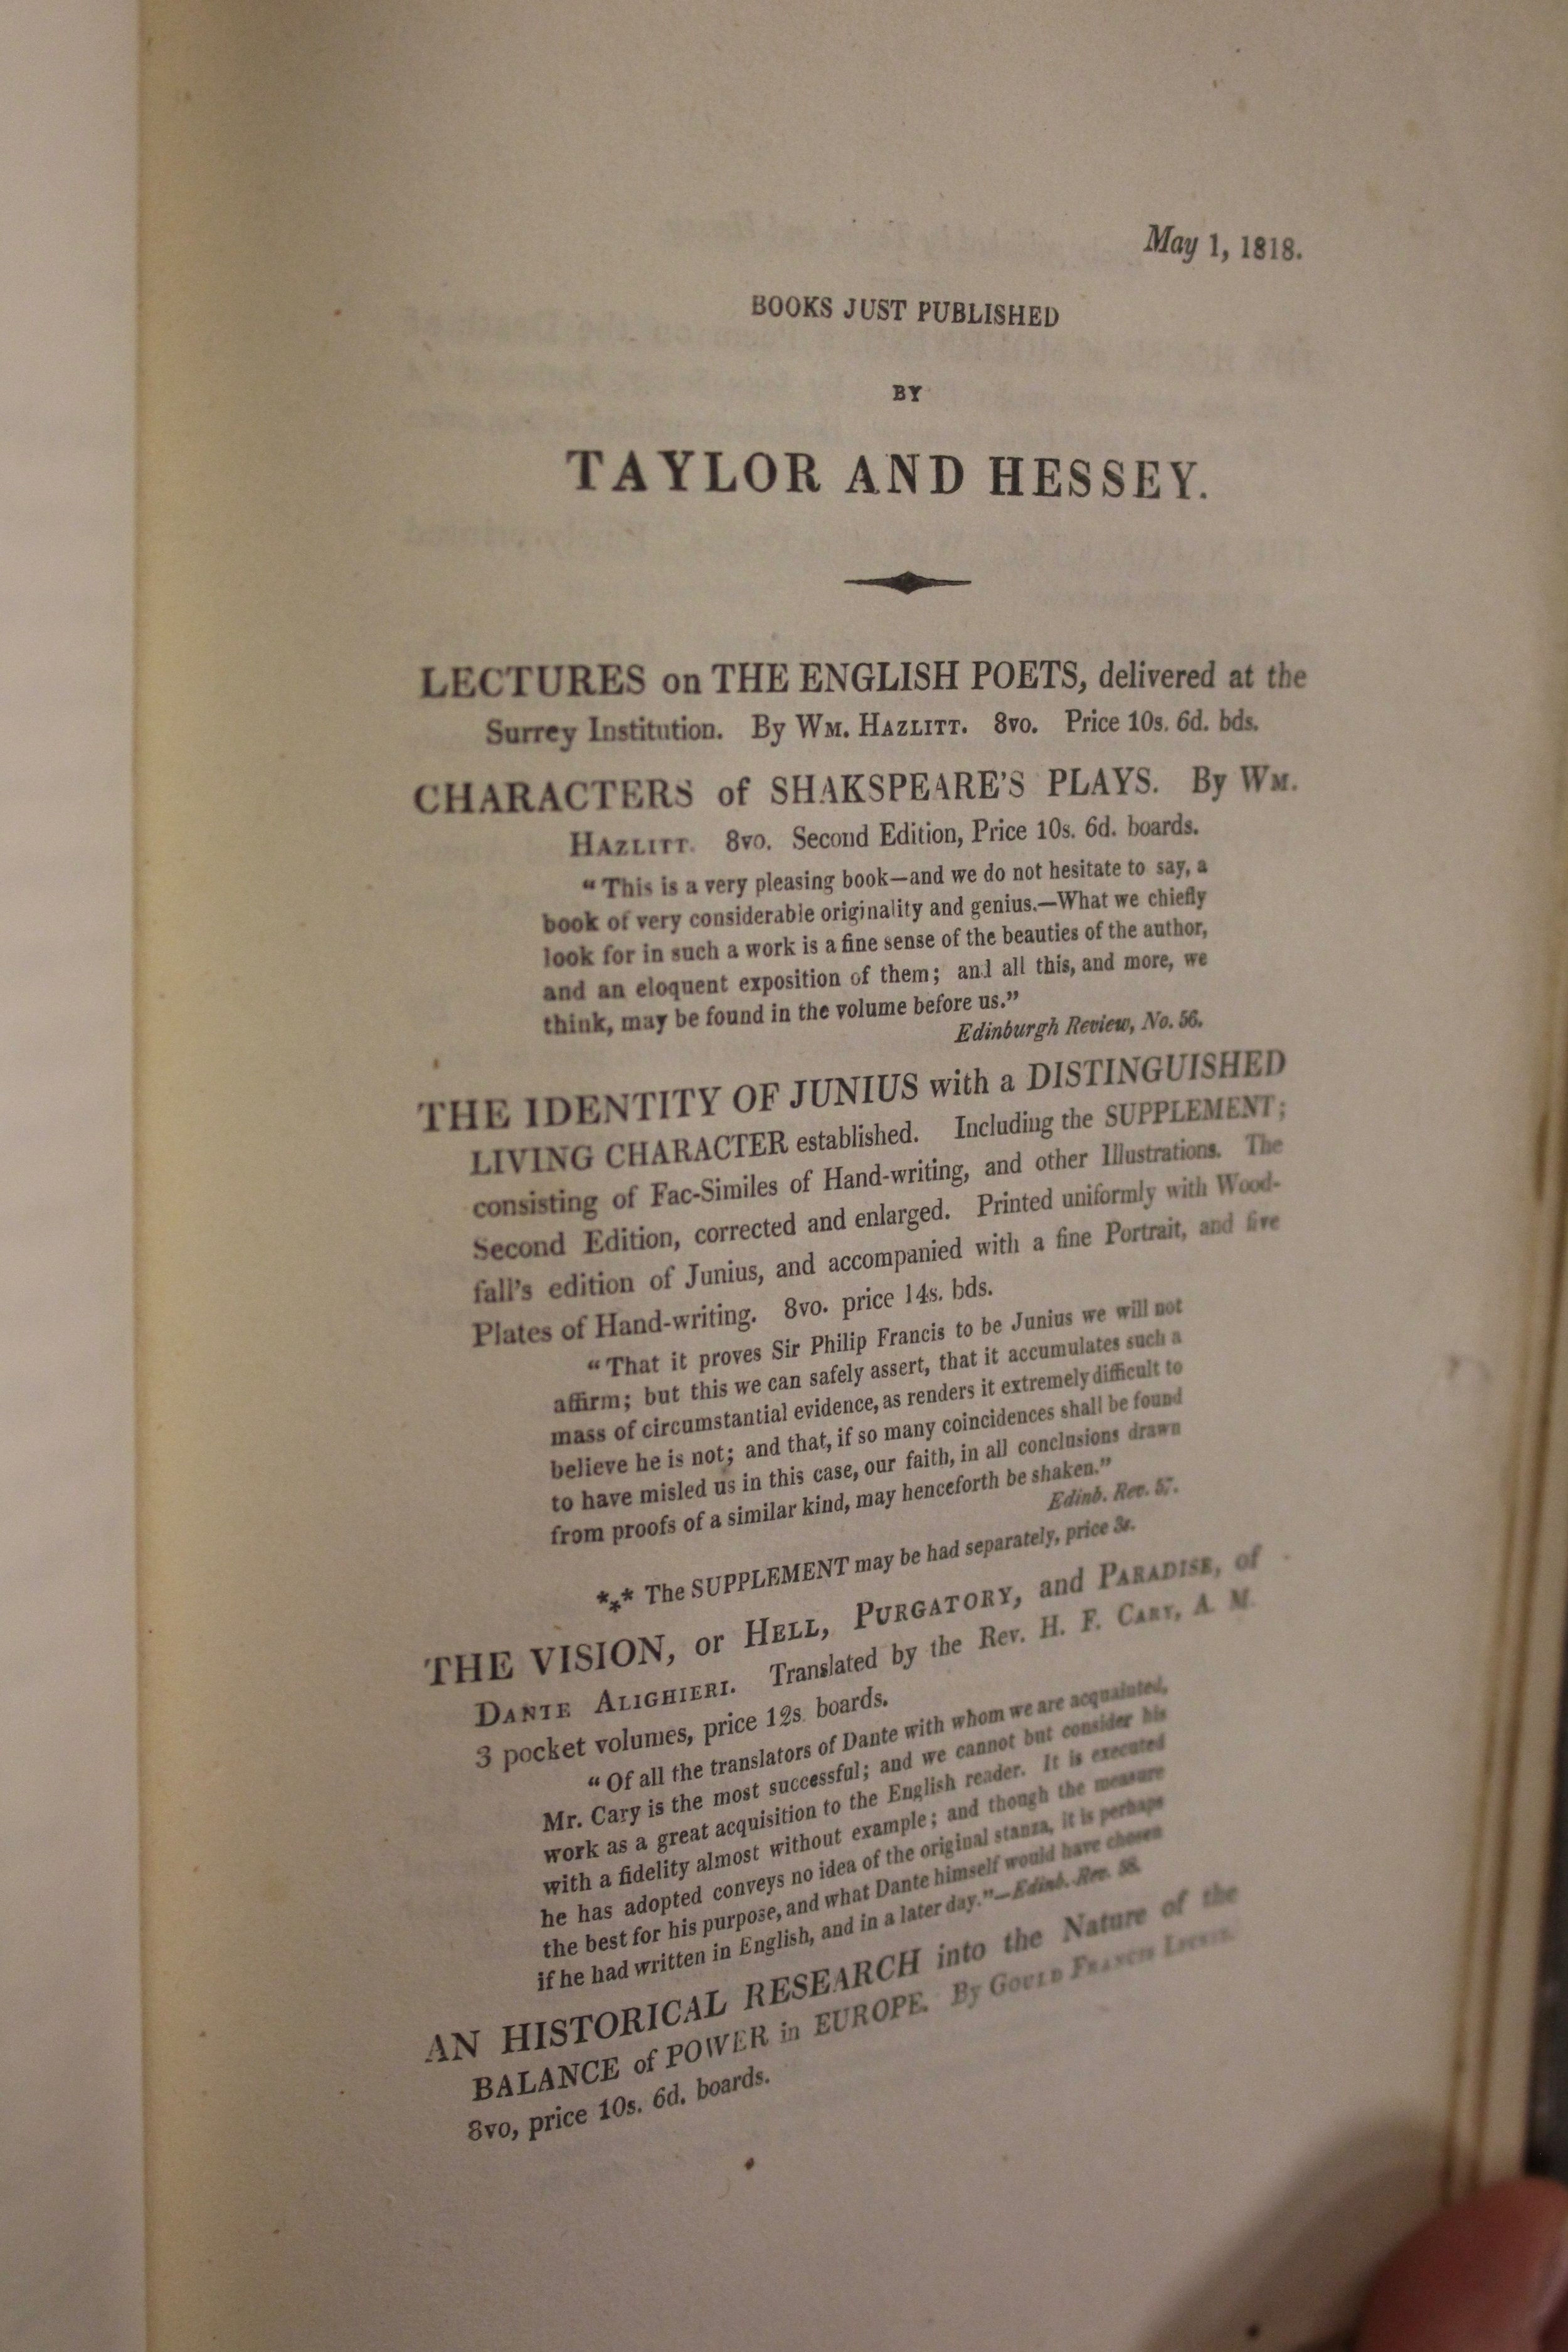 May 1, 1818.
BOOKS JUST PUBLISHED
BY
TAYLOR AND HESSEY.
LECTURES on THE ENGLISH POETS, delivered at the
Surrey Institution. By WM. HAZLITT. 8vo. Price 10s. 6d. bds.
CHARACTERS of SHAKSPEARE'S PLAYS. By WM.
HAZLITT. 8vo. Second Edition, Price 10s. 6d. boards.
“This is a very pleasing book—and we do not hesitate to say, a
book of very considerable originality and genius.—What we chiefly
look for in such a work is a fine sense of the beauties of the author,
and an eloquent exposition of them; and all this, and more, we
think, may be found in the volume before us.”
Edinburgh Review, No. 56.
THE IDENTITY OF JUNIUS with a DISTINGUISHED
LIVING CHARACTER established. Including the SUPPLEMENT;
consisting of Fac-Similes of Hand-writing, and other Illustrations. The
Second Edition, corrected and enlarged. Printed uniformly with Wood-
fall's edition of Junius, and accompanied with a fine Portrait, and five
Plates of Hand-writing. 8vo. price 14s. bds.
“That it proves Sir Philip Francis to be Junius we will not
affirm; but this we can safely assert, that it accumulates such a
mass of circumstantial evidence, as renders it extremely difficult to
believe he is not; and that, if so many coincidences shall be found
to have misled us in this case, our faith, in all conclusions drawn
from proofs of a similar kind, may henceforth be shaken.”
Edinb. Rev. 57.
*** The SUPPLEMENT may be had separately, price 3s.
THE VISION, or HELL, PURGATORY, and PARADISE, of
DANTE ALIGHIERI. Translated by the Rev. H. F. CARY, A. M.
3 pocket volumes, price 12s. boards.
“Of all the translators of Dante with whom we are acquainted,
Mr. Cary is the most successful; and we cannot but consider his
work as a great acquisition to the English reader. It is executed
with a fidelity almost without example; and though the measure
he has adopted conveys no idea of the original stanza, it is perhaps
the best for his purpose, and what Dante himself would have chosen
if he had written in English, and in a later day.”—Edinb. Rev. 58.
AN HISTORICAL RESEARCH into the Nature of the
BALANCE of POWER in EUROPE. By GOULD FRANCIS LECKIE.
8vo, price 10s. 6d. boards.